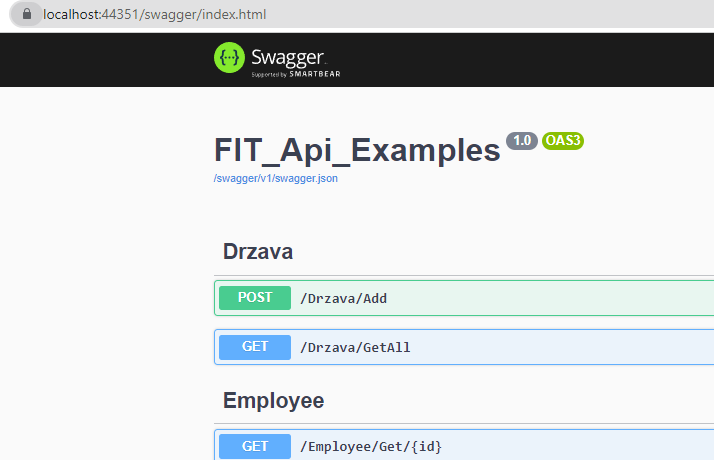 localhost:44351/swagger/index.html
Swagger
Supported by SMARTBEAR
FIT_Api_Examples 1.0 OAS3
/swagger/v1/swagger.json
Drzava
POST /Drzava/Add
GET /Drzava/GetAll
Employee
GET /Employee/Get/{id}